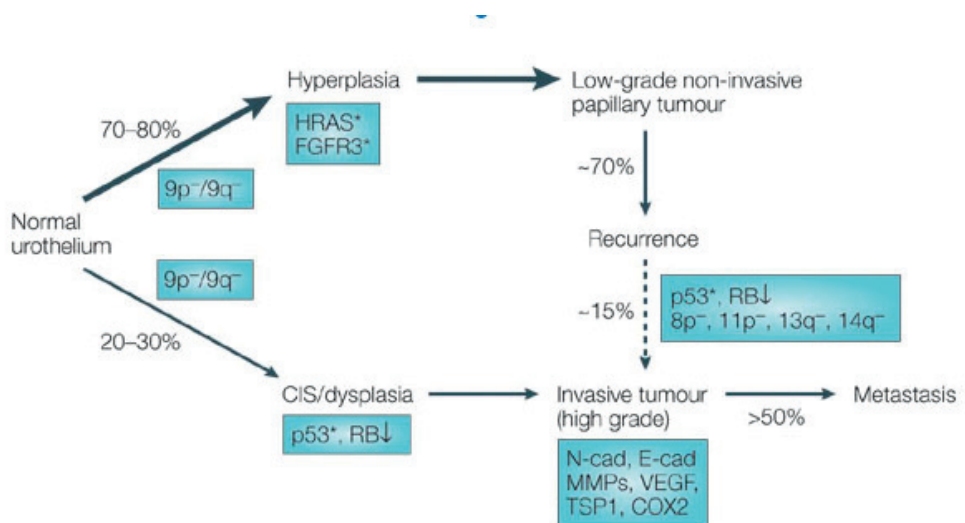 Hyperplasia
HRAS*
FGFR3*
Low-grade non-invasive
papillary tumour
70–80%
9p⁻/9q⁻
~70%
Normal
urothelium
Recurrence
9p⁻/9q⁻
p53*, RB↓
8p⁻, 11p⁻, 13q⁻, 14q⁻
~15%
20–30%
CIS/dysplasia
p53*, RB↓
Invasive tumour
(high grade)
>50%
Metastasis
N-cad, E-cad
MMPs, VEGF,
TSP1, COX2